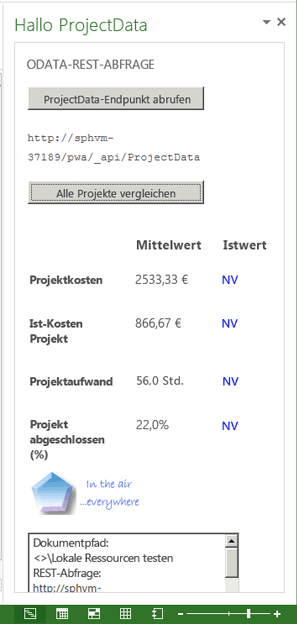 Hallo ProjectData
ODATA-REST-ABFRAGE
ProjectData-Endpunkt abrufen
http://sphvm-
37189/pwa/_api/ProjectData
Alle Projekte vergleichen
Mittelwert Istwert
Projektkosten 2533,33 € NV
Ist-Kosten
Projekt 866,67 € NV
Projektaufwand 56,0 Std. NV
Projekt
abgeschlossen
(%) 22,0% NV
In the air
...everywhere
Dokumentpfad:
<>\Lokale Ressourcen testen
REST-Abfrage:
http://sphvm-